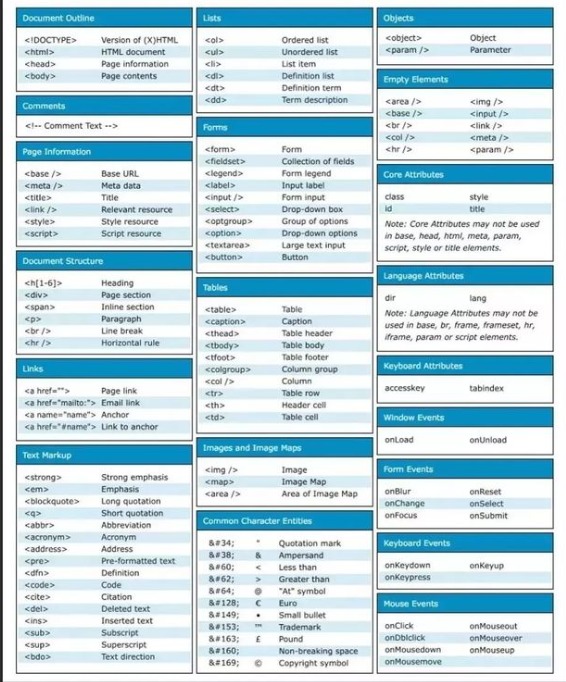 Document Outline
<!DOCTYPE> Version of (X)HTML
<html> HTML document
<head> Page information
<body> Page contents
Comments
<!-- Comment Text -->
Page Information
<base /> Base URL
<meta /> Meta data
<title> Title
<link /> Relevant resource
<style> Style resource
<script> Script resource
Document Structure
<h[1-6]> Heading
<div> Page section
<span> Inline section
<p> Paragraph
<br /> Line break
<hr /> Horizontal rule
Links
<a href=""> Page link
<a href="mailto:"> Email link
<a name="name"> Anchor
<a href="#name"> Link to anchor
Text Markup
<strong> Strong emphasis
<em> Emphasis
<blockquote> Long quotation
<q> Short quotation
<abbr> Abbreviation
<acronym> Acronym
<address> Address
<pre> Pre-formatted text
<dfn> Definition
<code> Code
<cite> Citation
<del> Deleted text
<ins> Inserted text
<sub> Subscript
<sup> Superscript
<bdo> Text direction
Lists
<ol> Ordered list
<ul> Unordered list
<li> List item
<dl> Definition list
<dt> Definition term
<dd> Term description
Forms
<form> Form
<fieldset> Collection of fields
<legend> Form legend
<label> Input label
<input /> Form input
<select> Drop-down box
<optgroup> Group of options
<option> Drop-down options
<textarea> Large text input
<button> Button
Tables
<table> Table
<caption> Caption
<thead> Table header
<tbody> Table body
<tfoot> Table footer
<colgroup> Column group
<col /> Column
<tr> Table row
<th> Header cell
<td> Table cell
Images and Image Maps
<img /> Image
<map> Image Map
<area /> Area of Image Map
Common Character Entities
&#34; " Quotation mark
&#38; & Ampersand
&#60; < Less than
&#62; > Greater than
&#64; @ "At" symbol
&#128; € Euro
&#149; • Small bullet
&#153; ™ Trademark
&#163; £ Pound
&#160; Non-breaking space
&#169; © Copyright symbol
Objects
<object> Object
<param /> Parameter
Empty Elements
<area /> <img />
<base /> <input />
<br /> <link />
<col /> <meta />
<hr /> <param />
Core Attributes
class style
id title
Note: Core Attributes may not be used
in base, head, html, meta, param,
script, style or title elements.
Language Attributes
dir lang
Note: Language Attributes may not be
used in base, br, frame, frameset, hr,
iframe, param or script elements.
Keyboard Attributes
accesskey tabindex
Window Events
onLoad onUnload
Form Events
onBlur onReset
onChange onSelect
onFocus onSubmit
Keyboard Events
onKeydown onKeyup
onKeypress
Mouse Events
onClick onMouseout
onDblclick onMouseover
onMousedown onMouseup
onMousemove